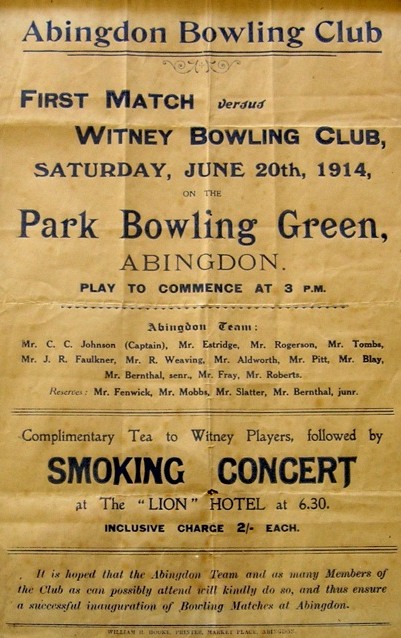 Abingdon Bowling Club
FIRST MATCH versus
WITNEY BOWLING CLUB,
SATURDAY, JUNE 20th, 1914,
ON THE
Park Bowling Green,
ABINGDON.
PLAY TO COMMENCE AT 3 P.M.
Abingdon Team:
Mr. C. C. Johnson (Captain), Mr. Estridge, Mr. Rogerson, Mr. Tombs,
Mr. J. R. Faulkner, Mr. R. Weaving, Mr. Aldworth, Mr. Pitt, Mr. Blay,
Mr. Bernthal, senr., Mr. Fray, Mr. Roberts.
Reserves: Mr. Fenwick, Mr. Mobbs, Mr. Slatter, Mr. Bernthal, junr.
Complimentary Tea to Witney Players, followed by
SMOKING CONCERT
at The "LION" HOTEL at 6.30.
INCLUSIVE CHARGE 2/- EACH.
It is hoped that the Abingdon Team and as many Members of
the Club as can possibly attend will kindly do so, and thus ensure
a successful inauguration of Bowling Matches at Abingdon.
WILLIAM H. HOOKE, PRINTER, MARKET PLACE, ABINGDON.